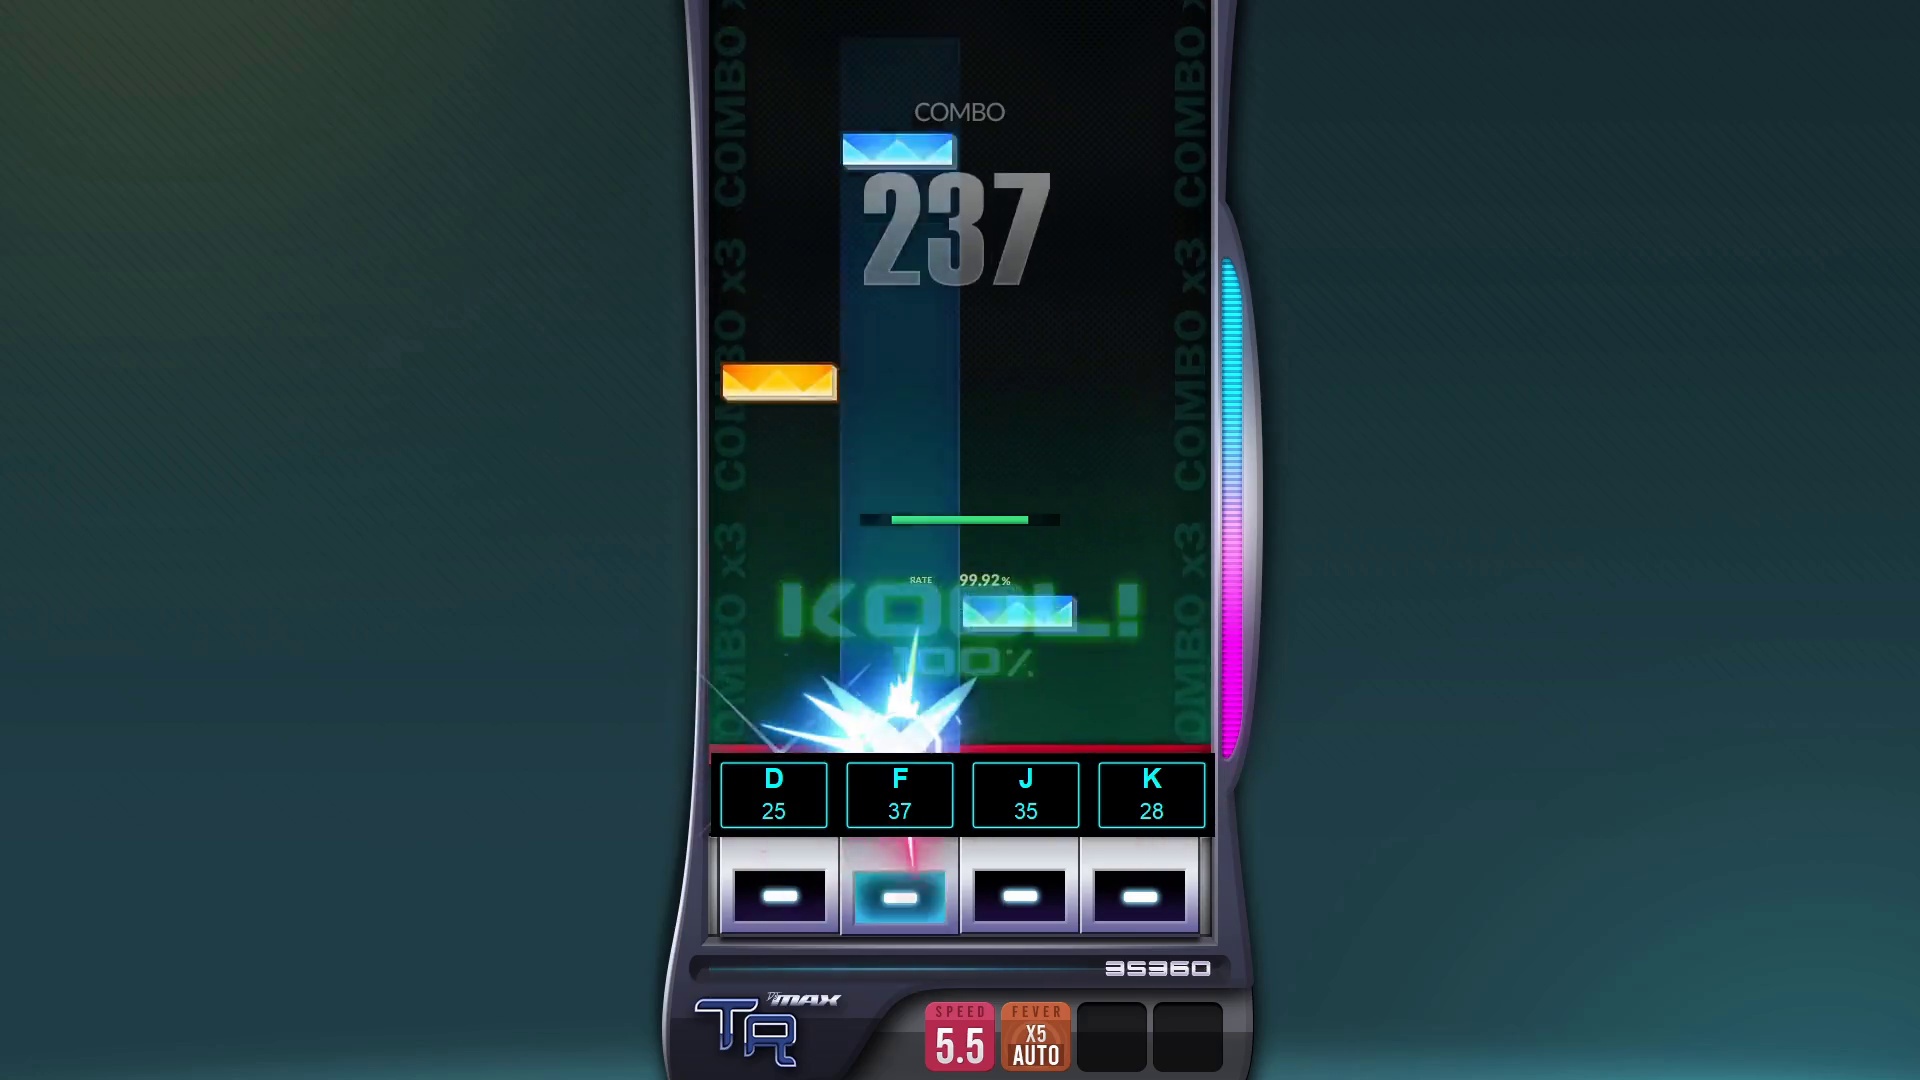 COMBO
237
COMBO x3 COMBO x3 COMBO x3
COMBO x3 COMBO x3 COMBO x3
RATE 99.92%
KOOL!
100%
D F J K
25 37 35 28
35360
MAX
TR
SPEED FEVER
5.5 X5
AUTO